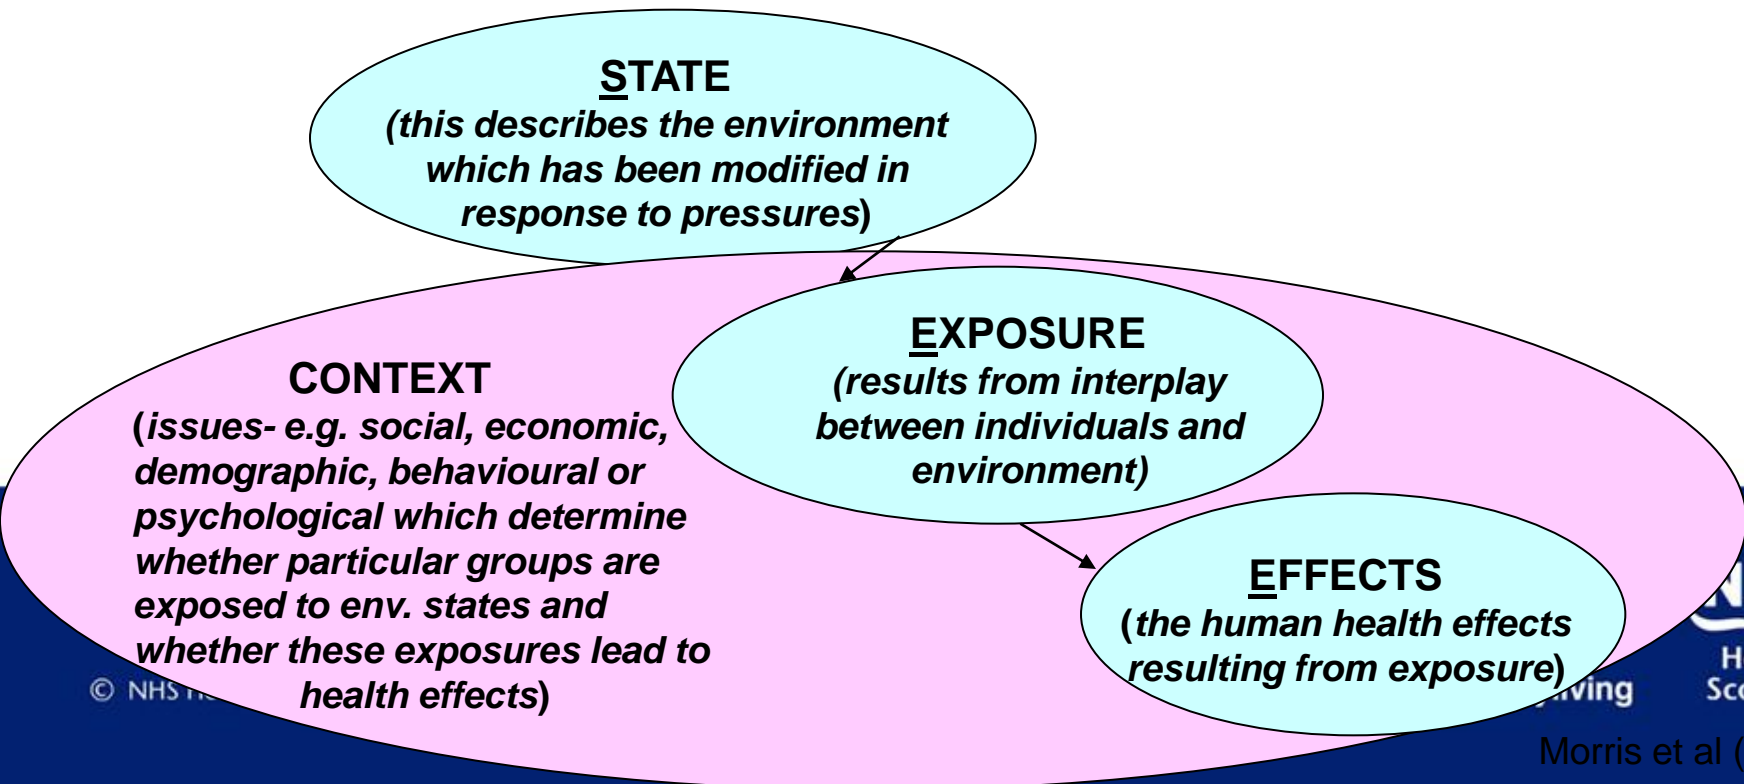 STATE
(this describes the environment
which has been modified in
response to pressures)
EXPOSURE
(results from interplay
between individuals and
environment)
CONTEXT
(issues- e.g. social, economic,
demographic, behavioural or
psychological which determine
whether particular groups are
exposed to env. states and
whether these exposures lead to
health effects)
EFFECTS
(the human health effects
resulting from exposure)
© NHS
Morris et al (